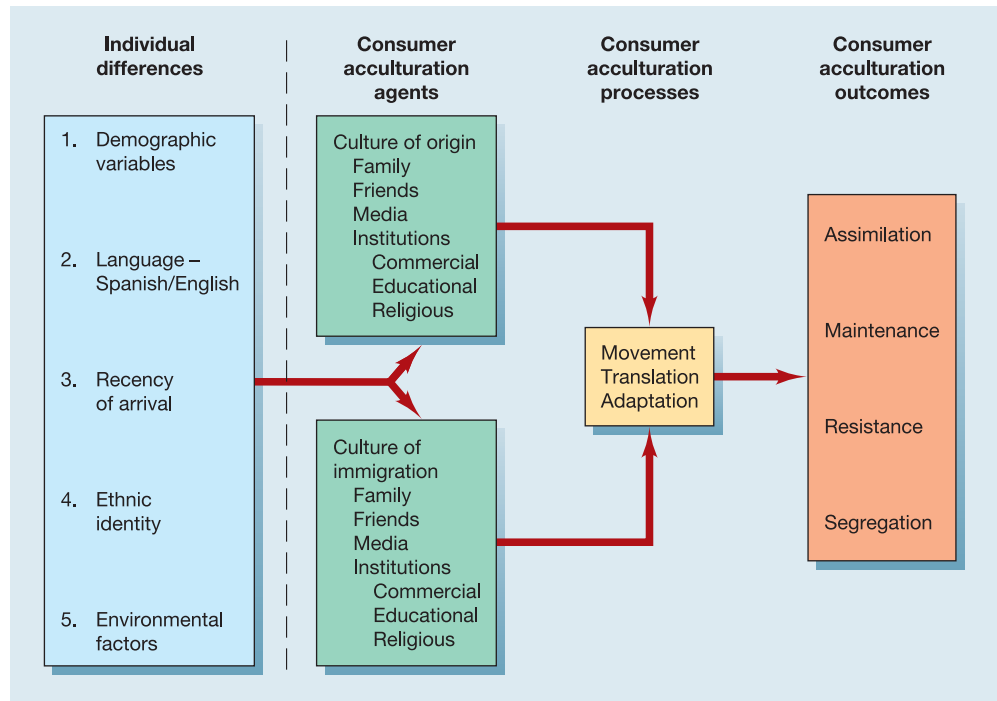 Individual
differences
Consumer
acculturation
agents
Consumer
acculturation
processes
Consumer
acculturation
outcomes
1. Demographic
variables
2. Language –
Spanish/English
3. Recency
of arrival
4. Ethnic
identity
5. Environmental
factors
Culture of origin
Family
Friends
Media
Institutions
Commercial
Educational
Religious
Culture of
immigration
Family
Friends
Media
Institutions
Commercial
Educational
Religious
Movement
Translation
Adaptation
Assimilation
Maintenance
Resistance
Segregation